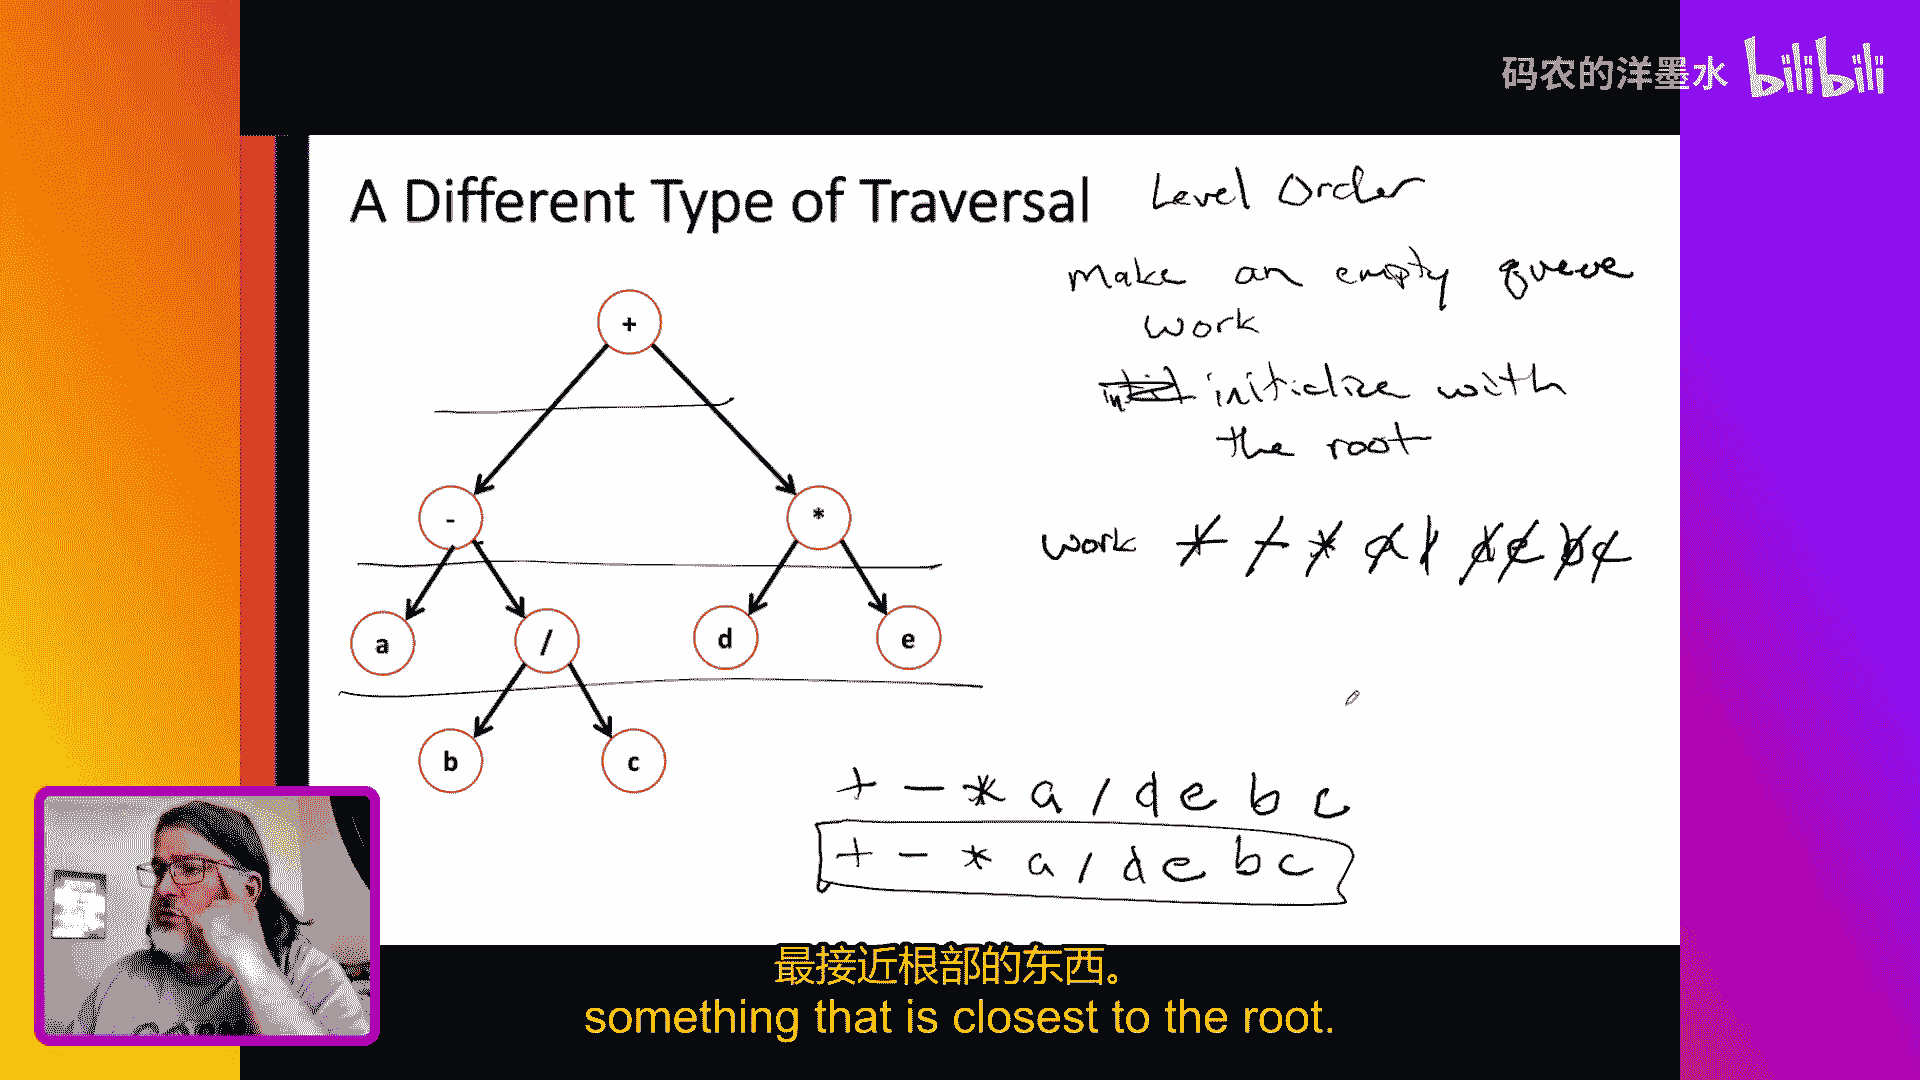 码农的洋墨水 bilibili
A Different Type of Traversal
Level Order
make an empty queue
work
initialize with
the root
+
- *
a / d e
b c
work + - * a / d e b c
+ - * a / d e b c
+ - * a / d e b c
最接近根部的东西。
something that is closest to the root.